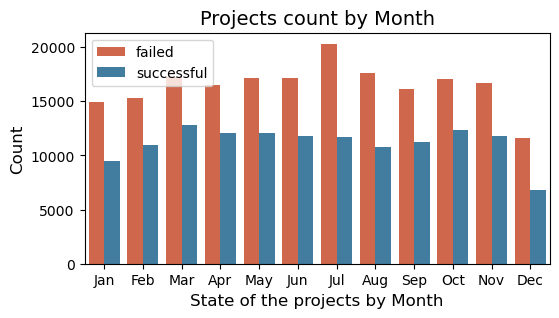 Projects count by Month
failed
successful
20000
15000
10000
5000
0
Count
Jan Feb Mar Apr May Jun Jul Aug Sep Oct Nov Dec
State of the projects by Month